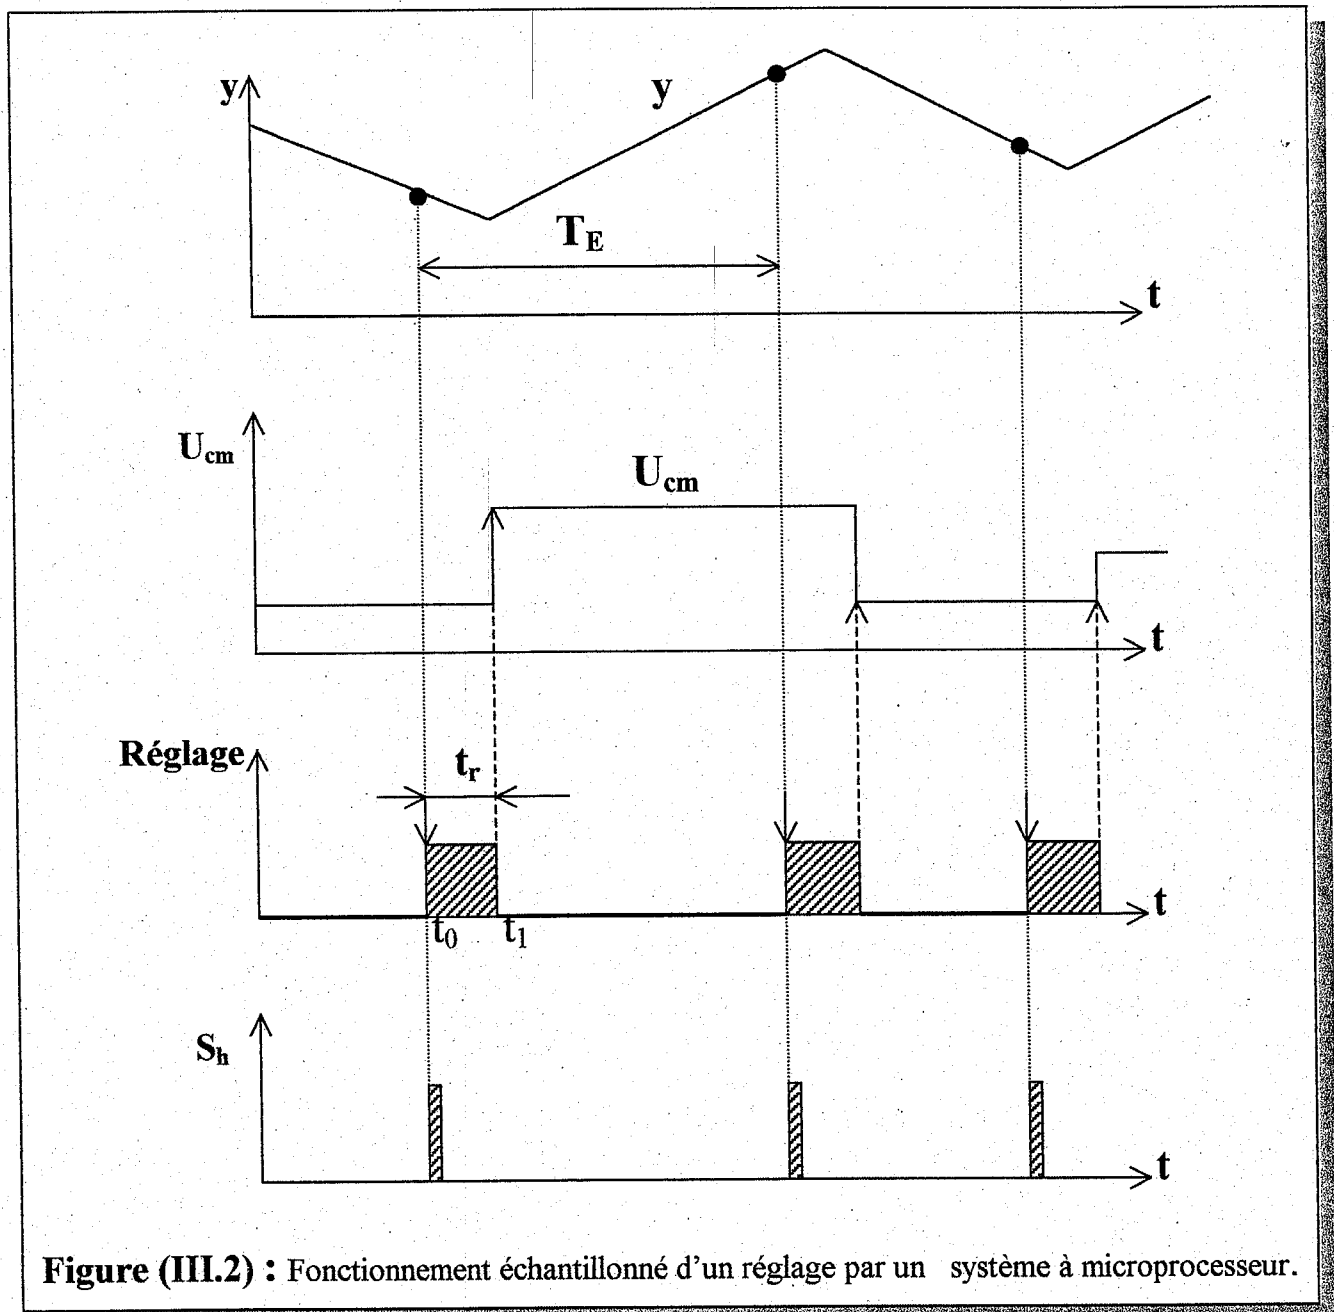 y
y
T_E
t
U_cm
U_cm
t
Réglage
t_r
t
t_0 t_1
S_h
t
Figure (III.2) : Fonctionnement échantillonné d'un réglage par un système à microprocesseur.